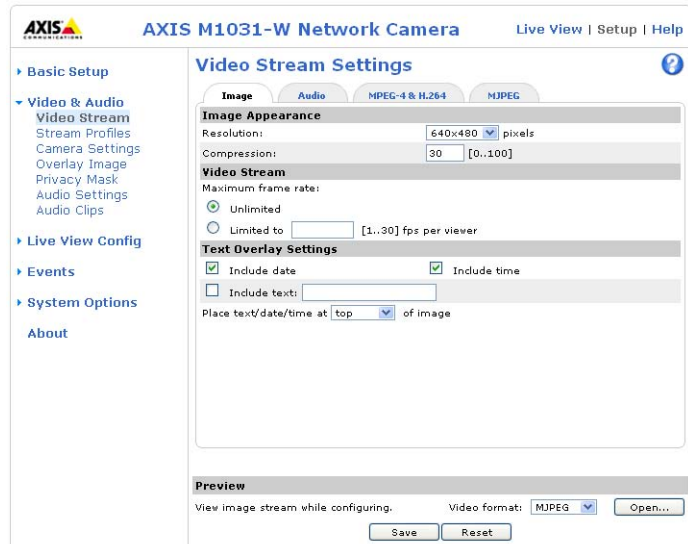 AXIS
COMMUNICATIONS
AXIS M1031-W Network Camera
Live View | Setup | Help
Basic Setup
Video & Audio
Video Stream
Stream Profiles
Camera Settings
Overlay Image
Privacy Mask
Audio Settings
Audio Clips
Live View Config
Events
System Options
About
Video Stream Settings
?
Image Audio MPEG-4 & H.264 MJPEG
Image Appearance
Resolution: 640x480 pixels
Compression: 30 [0..100]
Video Stream
Maximum frame rate:
Unlimited
Limited to [1..30] fps per viewer
Text Overlay Settings
Include date Include time
Include text:
Place text/date/time at top of image
Preview
View image stream while configuring. Video format: MJPEG Open...
Save Reset